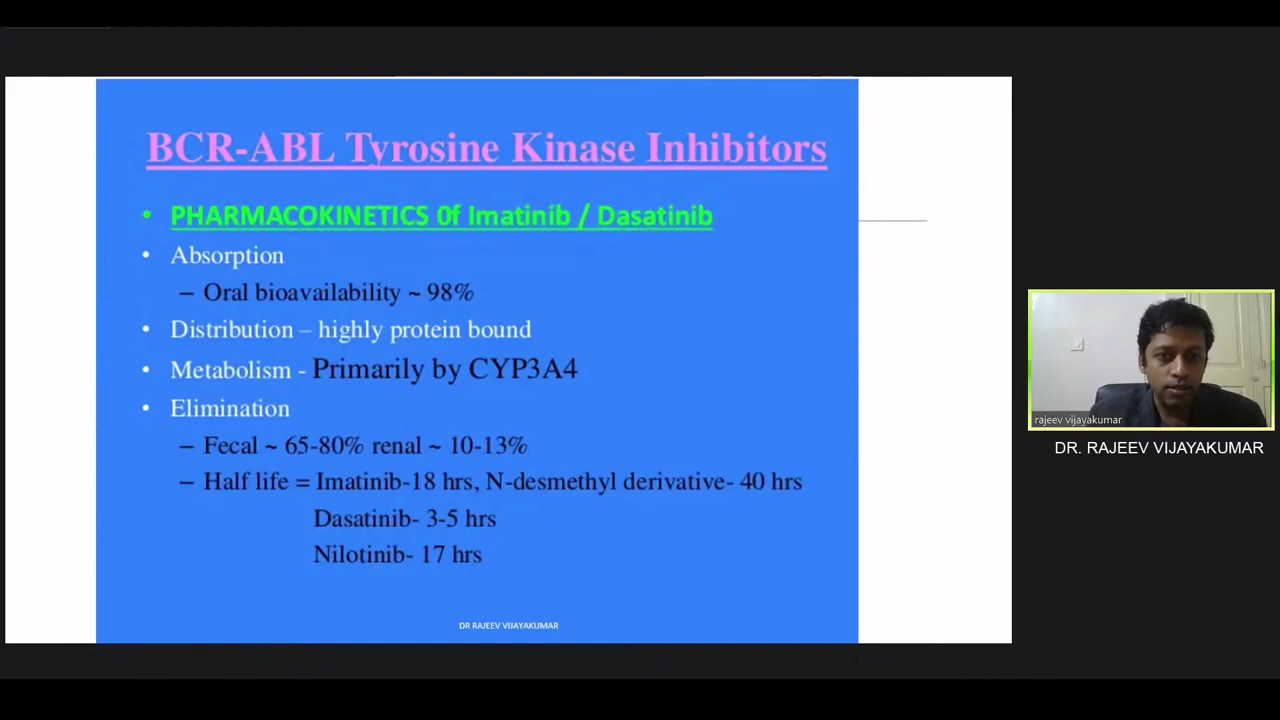 BCR-ABL Tyrosine Kinase Inhibitors
• PHARMACOKINETICS 0f Imatinib / Dasatinib
• Absorption
– Oral bioavailability ~ 98%
• Distribution – highly protein bound
• Metabolism - Primarily by CYP3A4
• Elimination
– Fecal ~ 65-80% renal ~ 10-13%
– Half life = Imatinib-18 hrs, N-desmethyl derivative- 40 hrs
Dasatinib- 3-5 hrs
Nilotinib- 17 hrs
DR RAJEEV VIJAYAKUMAR
rajeev vijayakumar
DR. RAJEEV VIJAYAKUMAR